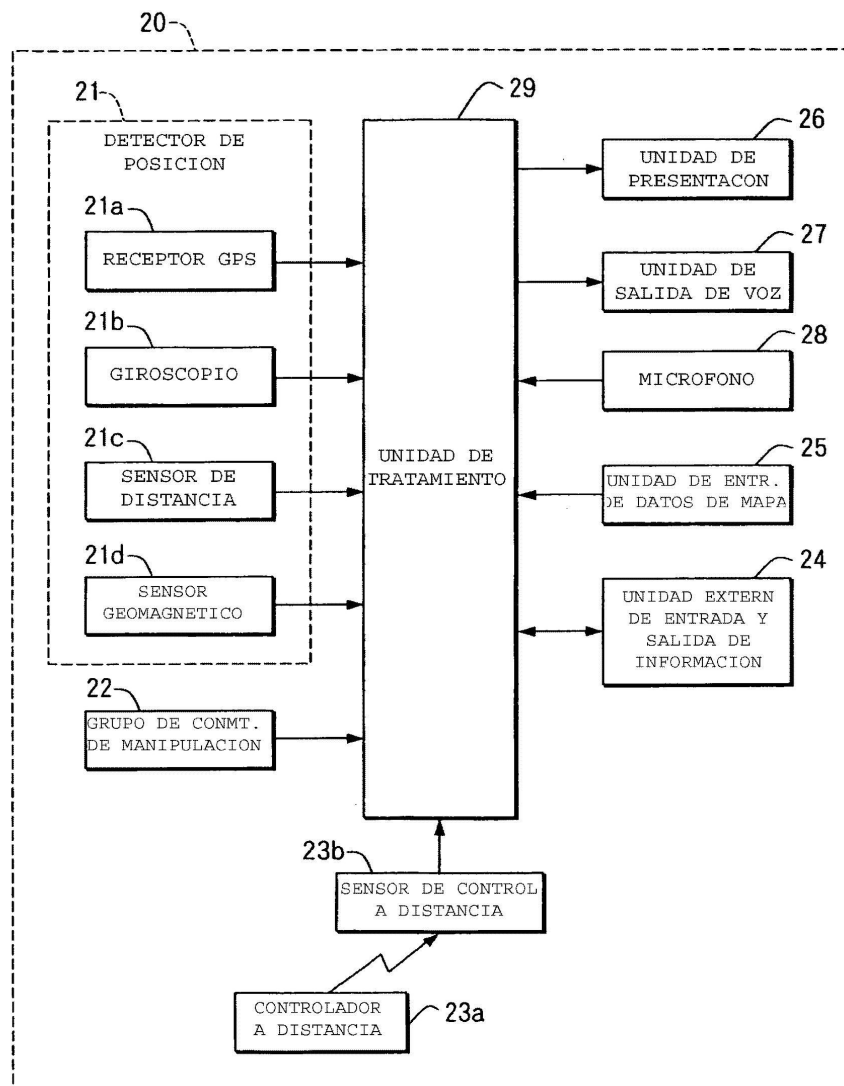 20
21
DETECTOR DE
POSICION
21a
RECEPTOR GPS
21b
GIROSCOPIO
21c
SENSOR DE
DISTÁNCIA
21d
SENSOR
GEOMAGNETICO
22
GRUPO DE CONMT.
DE MANIPULACION
29
UNIDAD DE
TRATAMIENTO
26
UNIDAD DE
PRESENTACON
27
UNIDAD DE
SALIDA DE VOZ
28
MICROFONO
25
UNIDAD DE ENTR.
DE DATOS DE MAPA
24
UNIDAD EXTERN
DE ENTRADA Y
SALIDA DE
INFORMACION
23b
SENSOR DE CONTROL
A DISTÁNCIA
CONTROLADOR
A DISTÁNCIA
23a